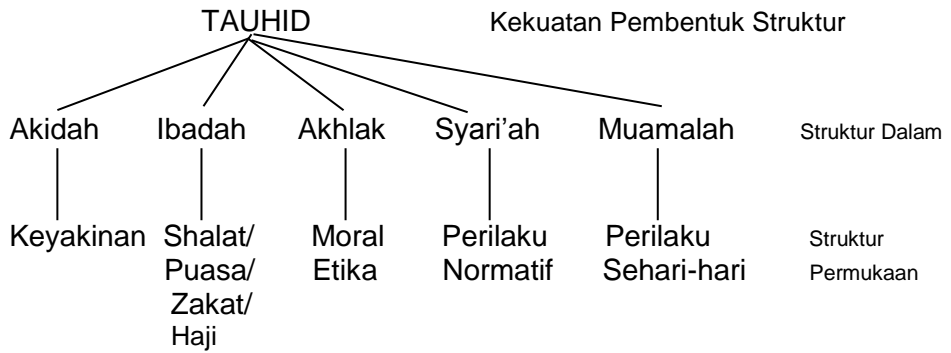 TAUHID Kekuatan Pembentuk Struktur
Akidah Ibadah Akhlak Syari’ah Muamalah Struktur Dalam
Keyakinan Shalat/ Moral Perilaku Perilaku Struktur
Puasa/ Etika Normatif Sehari-hari Permukaan
Zakat/
Haji